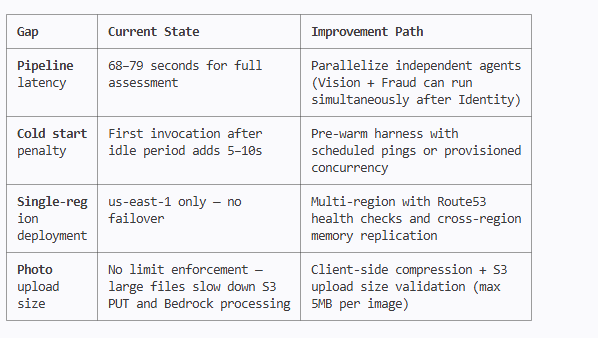 Gap Current State Improvement Path
Pipeline 68–79 seconds for full Parallelize independent agents
latency assessment (Vision + Fraud can run
simultaneously after Identity)
Cold start First invocation after Pre-warm harness with
penalty idle period adds 5–10s scheduled pings or provisioned
concurrency
Single-reg us-east-1 only — no Multi-region with Route53
ion failover health checks and cross-region
deployment memory replication
Photo No limit enforcement — Client-side compression + S3
upload large files slow down S3 upload size validation (max
size PUT and Bedrock processing 5MB per image)